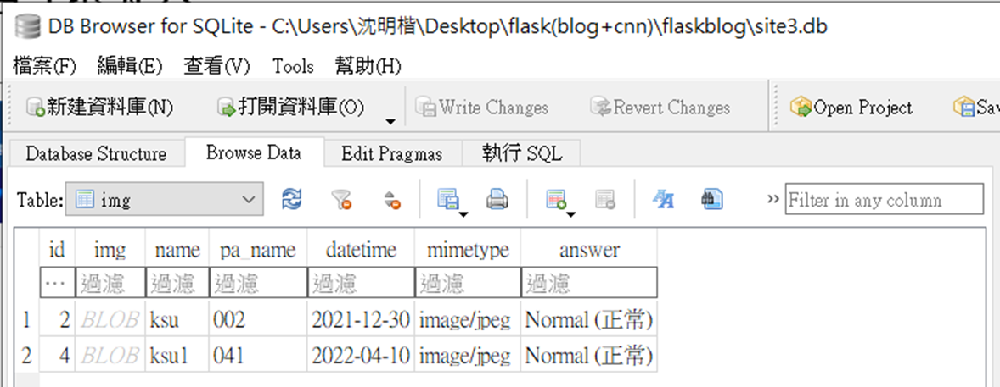 DB Browser for SQLite - C:\Users\沈明楷\Desktop\flask(blog+cnn)\flaskblog\site3.db
檔案(F) 編輯(E) 查看(V) Tools 幫助(H)
新建資料庫(N) 打開資料庫(O) Write Changes Revert Changes Open Project Sav
Database Structure Browse Data Edit Pragmas 執行 SQL
Table: img Filter in any column
id img name pa_name datetime mimetype answer
... 過濾 過濾 過濾 過濾 過濾 過濾
1 2 BLOB ksu 002 2021-12-30 image/jpeg Normal (正常)
2 4 BLOB ksu1 041 2022-04-10 image/jpeg Normal (正常)